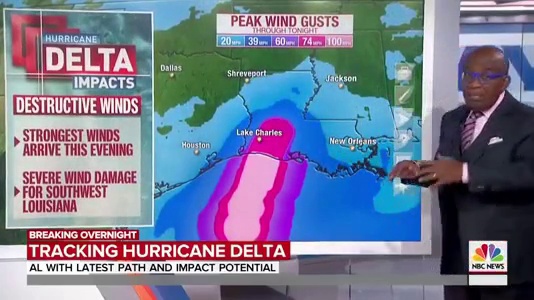 HURRICANE
DELTA
IMPACTS
DESTRUCTIVE WINDS
STRONGEST WINDS
ARRIVE THIS EVENING
SEVERE WIND DAMAGE
FOR SOUTHWEST
LOUISIANA
PEAK WIND GUSTS
THROUGH TONIGHT
20 MPH 39 MPH 60 MPH 74 MPH 100 MPH
Dallas
Shreveport
Jackson
Lake Charles
Houston
New Orleans
BREAKING OVERNIGHT
TRACKING HURRICANE DELTA
AL WITH LATEST PATH AND IMPACT POTENTIAL
NBC NEWS